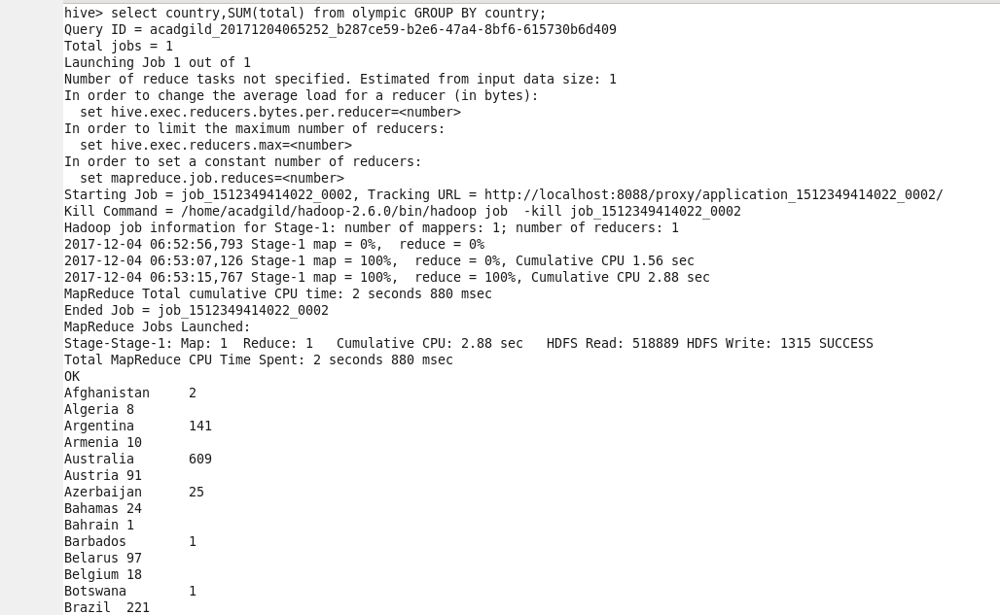 hive> select country,SUM(total) from olympic GROUP BY country;
Query ID = acadgild_20171204065252_b287ce59-b2e6-47a4-8bf6-615730b6d409
Total jobs = 1
Launching Job 1 out of 1
Number of reduce tasks not specified. Estimated from input data size: 1
In order to change the average load for a reducer (in bytes):
  set hive.exec.reducers.bytes.per.reducer=<number>
In order to limit the maximum number of reducers:
  set hive.exec.reducers.max=<number>
In order to set a constant number of reducers:
  set mapreduce.job.reduces=<number>
Starting Job = job_1512349414022_0002, Tracking URL = http://localhost:8088/proxy/application_1512349414022_0002/
Kill Command = /home/acadgild/hadoop-2.6.0/bin/hadoop job  -kill job_1512349414022_0002
Hadoop job information for Stage-1: number of mappers: 1; number of reducers: 1
2017-12-04 06:52:56,793 Stage-1 map = 0%,  reduce = 0%
2017-12-04 06:53:07,126 Stage-1 map = 100%,  reduce = 0%, Cumulative CPU 1.56 sec
2017-12-04 06:53:15,767 Stage-1 map = 100%,  reduce = 100%, Cumulative CPU 2.88 sec
MapReduce Total cumulative CPU time: 2 seconds 880 msec
Ended Job = job_1512349414022_0002
MapReduce Jobs Launched:
Stage-Stage-1: Map: 1  Reduce: 1   Cumulative CPU: 2.88 sec   HDFS Read: 518889 HDFS Write: 1315 SUCCESS
Total MapReduce CPU Time Spent: 2 seconds 880 msec
OK
Afghanistan     2
Algeria 8
Argentina       141
Armenia 10
Australia       609
Austria 91
Azerbaijan      25
Bahamas 24
Bahrain 1
Barbados        1
Belarus 97
Belgium 18
Botswana        1
Brazil  221